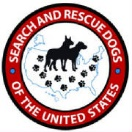 SEARCH AND RESCUE DOGS
OF THE UNITED STATES